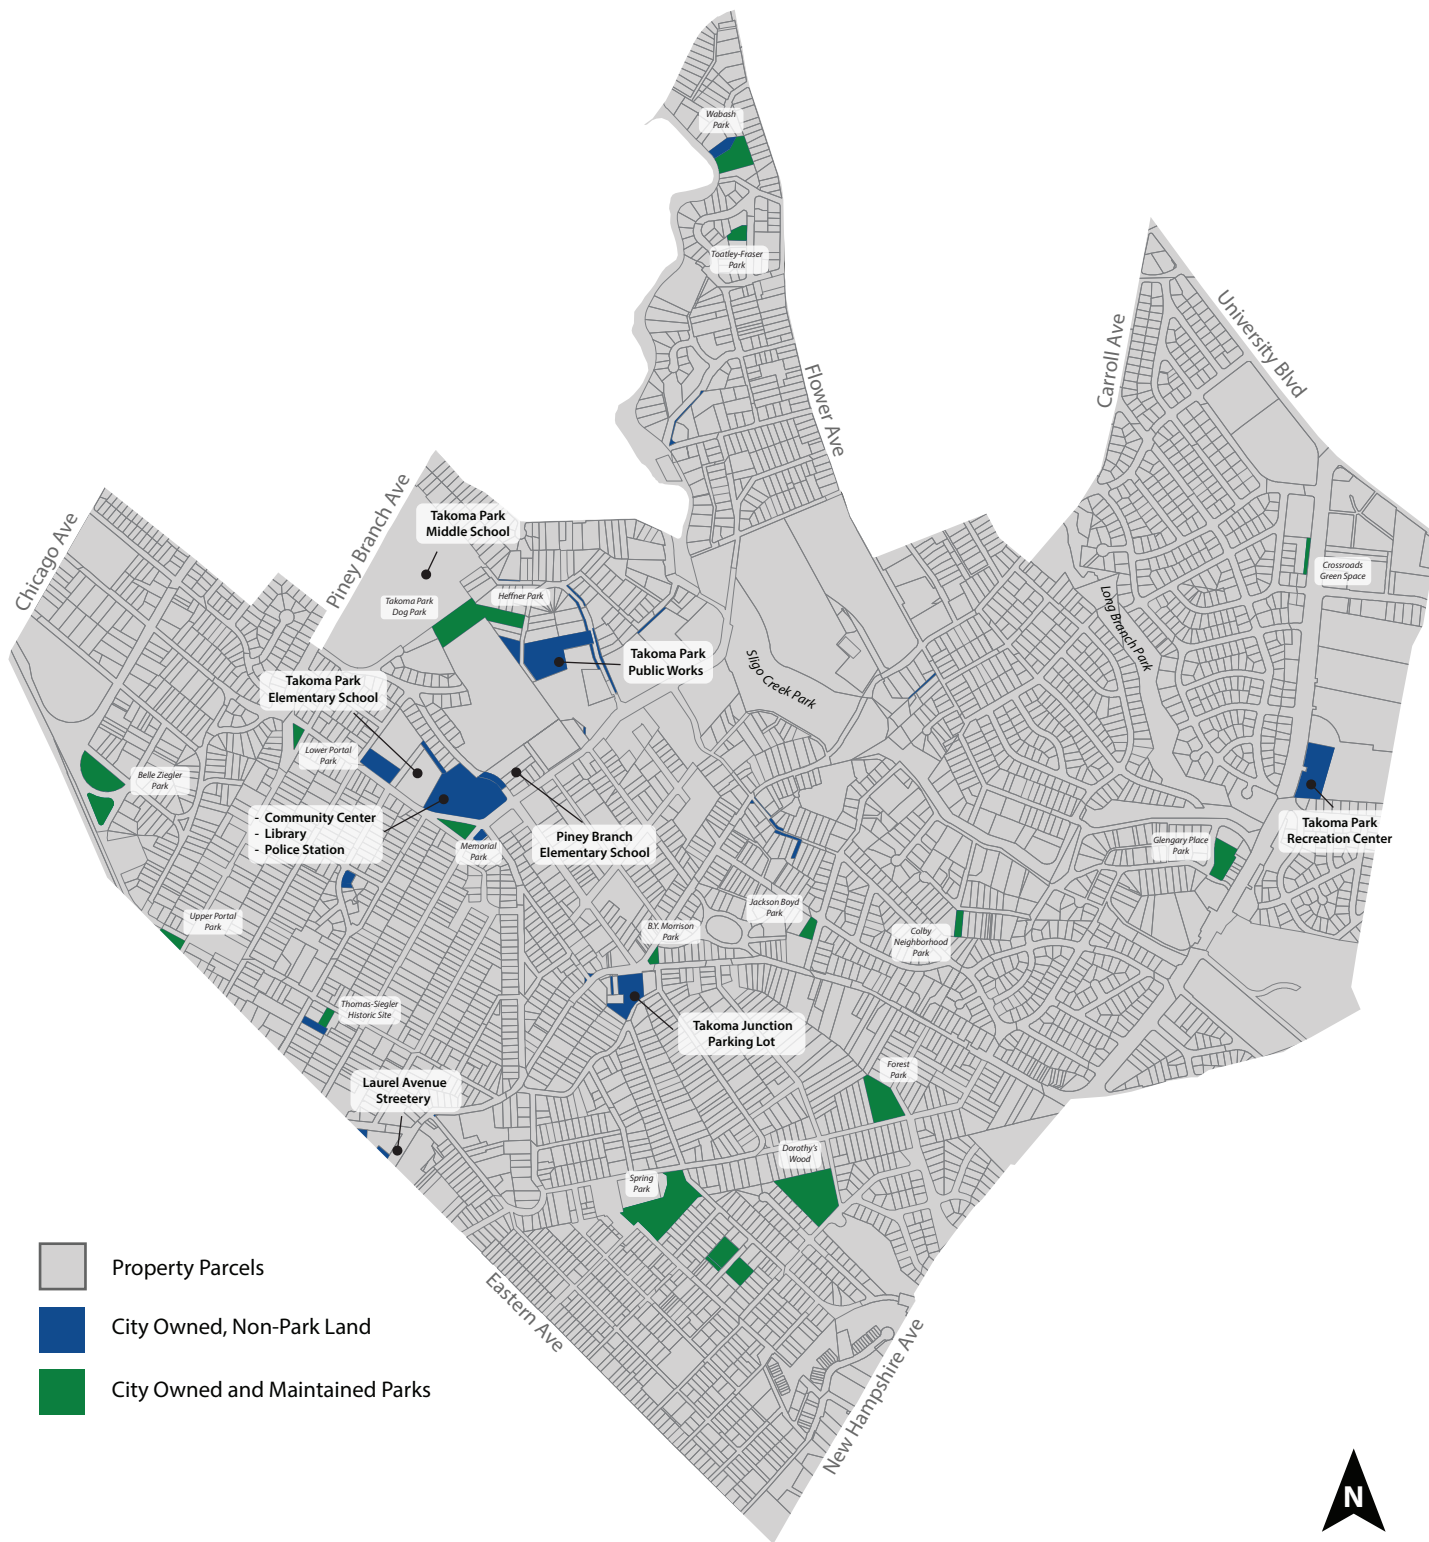 Wabash
Park
Toatley-Fraser
Park
University Blvd
Carroll Ave
Flower Ave
Piney Branch Ave
Chicago Ave
Takoma Park
Middle School
Crossroads
Green Space
Takoma Park
Dog Park
Heffner Park
Long Branch Park
Takoma Park
Public Works
Sligo Creek Park
Takoma Park
Elementary School
Lower Portal
Park
Belle Ziegler
Park
- Community Center
- Library
- Police Station
Memorial
Park
Piney Branch
Elementary School
Takoma Park
Recreation Center
Glengary Place
Park
Jackson Boyd
Park
Upper Portal
Park
B.Y. Morrison
Park
Colby
Neighborhood
Park
Thomas-Siegler
Historic Site
Takoma Junction
Parking Lot
Laurel Avenue
Streetery
Forest
Park
Dorothy's
Wood
Spring
Park
Eastern Ave
New Hampshire Ave
Property Parcels
City Owned, Non-Park Land
City Owned and Maintained Parks
N